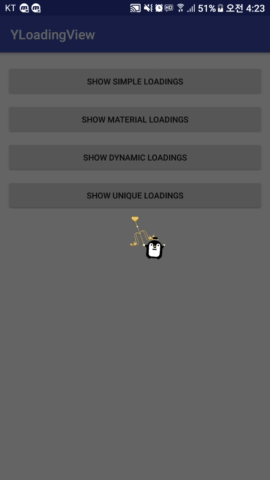 KT 51% 오전 4:23
YLoadingView
SHOW SIMPLE LOADINGS
SHOW MATERIAL LOADINGS
SHOW DYNAMIC LOADINGS
SHOW UNIQUE LOADINGS